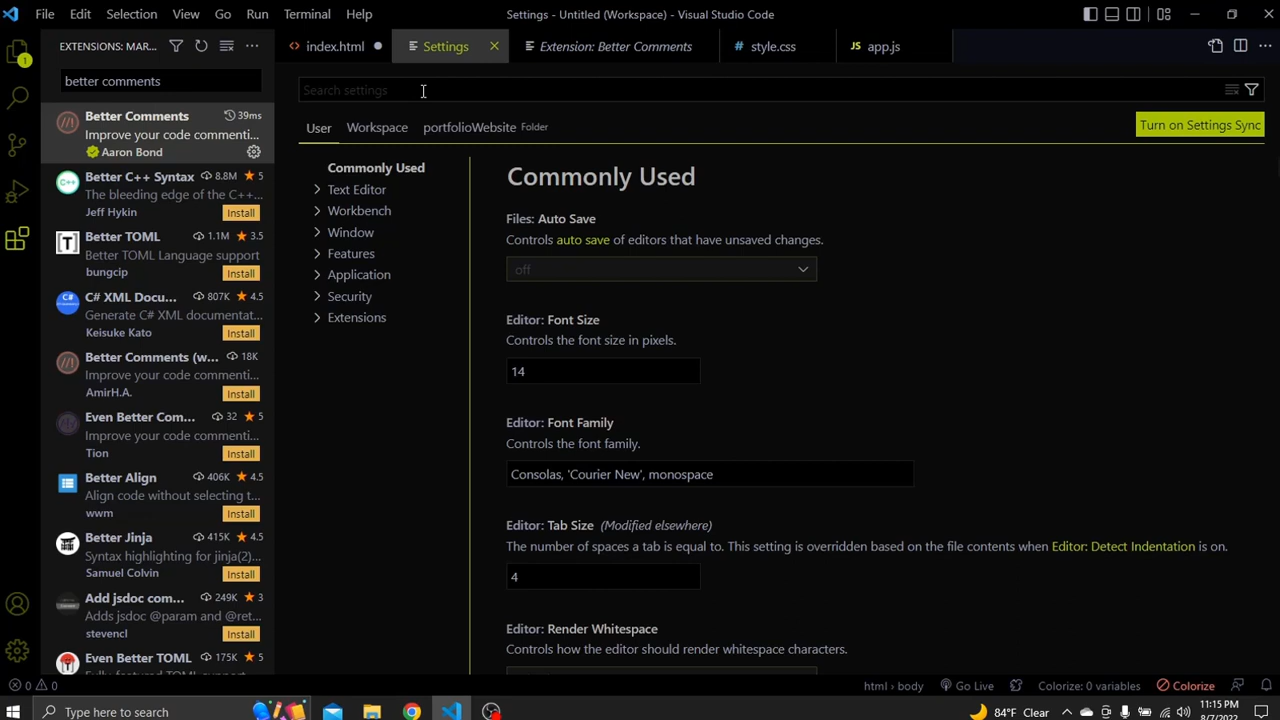 File Edit Selection View Go Run Terminal Help
Settings - Untitled (Workspace) - Visual Studio Code
EXTENSIONS: MAR...
index.html
Settings
Extension: Better Comments
style.css
JS app.js
1
better comments
Search settings
User
Workspace
portfolioWebsite Folder
Turn on Settings Sync
Better Comments 39ms
Improve your code commenti...
Aaron Bond
Better C++ Syntax 8.8M 5
The bleeding edge of the C++...
Jeff Hykin Install
Better TOML 1.1M 3.5
Better TOML Language support
bungcip Install
C# XML Docu... 807K 4.5
Generate C# XML documentat...
Keisuke Kato Install
Better Comments (w... 18K
Improve your code commenti...
AmirH.A. Install
Even Better Com... 32 5
Improve your code commenti...
Tion Install
Better Align 406K 4.5
Align code without selecting t...
wwm Install
Better Jinja 415K 4.5
Syntax highlighting for jinja(2)
Samuel Colvin Install
Add jsdoc com... 249K 3
Adds jsdoc @param and @ret...
stevencl Install
Even Better TOML 175K 5
Commonly Used
Text Editor
Workbench
Window
Features
Application
Security
Extensions
Commonly Used
Files: Auto Save
Controls auto save of editors that have unsaved changes.
off
Editor: Font Size
Controls the font size in pixels.
14
Editor: Font Family
Controls the font family.
Consolas, 'Courier New', monospace
Editor: Tab Size (Modified elsewhere)
The number of spaces a tab is equal to. This setting is overridden based on the file contents when Editor: Detect Indentation is on.
4
Editor: Render Whitespace
Controls how the editor should render whitespace characters.
0 0
html › body
Go Live
Colorize: 0 variables
Colorize
Type here to search
84°F Clear
11:15 PM
8/7/2022